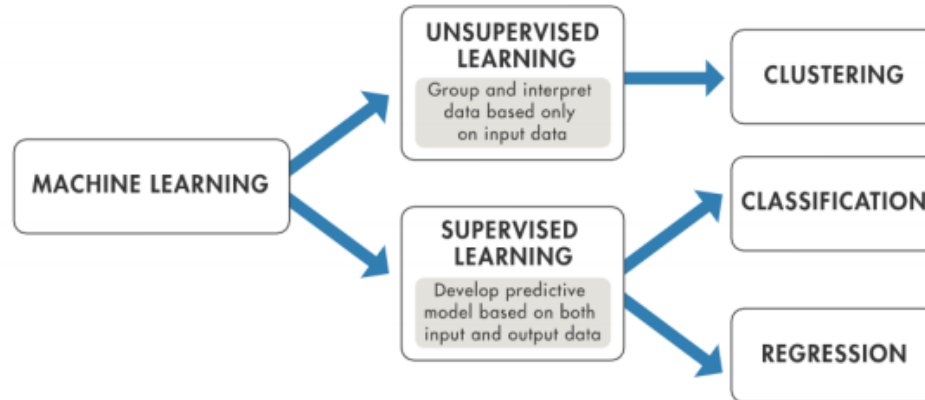 MACHINE LEARNING
UNSUPERVISED
LEARNING
Group and interpret
data based only
on input data
SUPERVISED
LEARNING
Develop predictive
model based on both
input and output data
CLUSTERING
CLASSIFICATION
REGRESSION